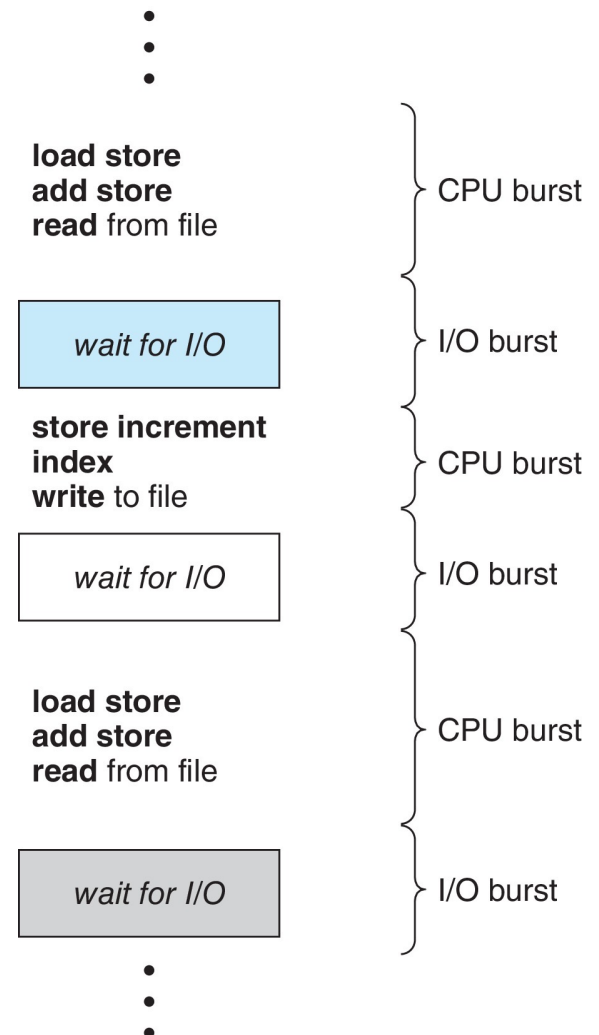 load store
add store
read from file
CPU burst
wait for I/O
I/O burst
store increment
index
write to file
CPU burst
wait for I/O
I/O burst
load store
add store
read from file
CPU burst
wait for I/O
I/O burst